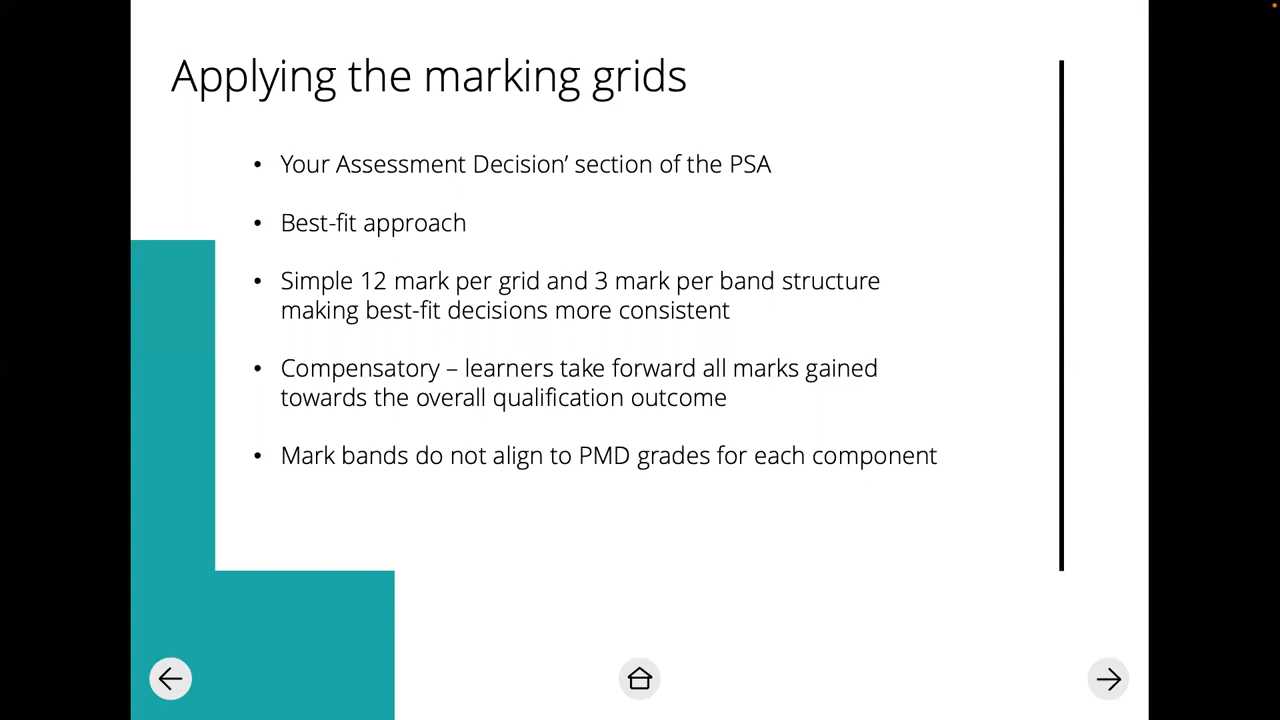 Applying the marking grids
• Your Assessment Decision’ section of the PSA
• Best-fit approach
• Simple 12 mark per grid and 3 mark per band structure
making best-fit decisions more consistent
• Compensatory – learners take forward all marks gained
towards the overall qualification outcome
• Mark bands do not align to PMD grades for each component